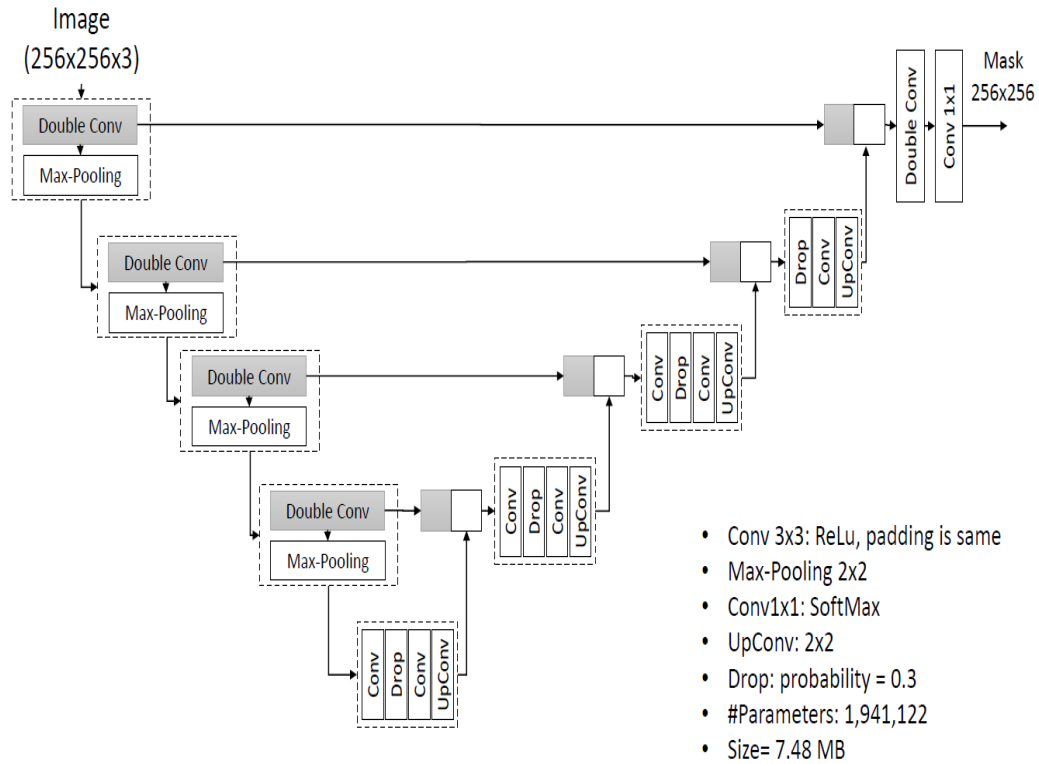 Image
(256x256x3)
Double Conv
Max-Pooling
Double Conv
Max-Pooling
Double Conv
Max-Pooling
Double Conv
Max-Pooling
Conv
Drop
Conv
UpConv
Conv
Drop
Conv
UpConv
Conv
Drop
Conv
UpConv
Drop
Conv
UpConv
Double Conv
Conv 1x1
Mask
256x256
• Conv 3x3: ReLu, padding is same
• Max-Pooling 2x2
• Conv1x1: SoftMax
• UpConv: 2x2
• Drop: probability = 0.3
• #Parameters: 1,941,122
• Size= 7.48 MB